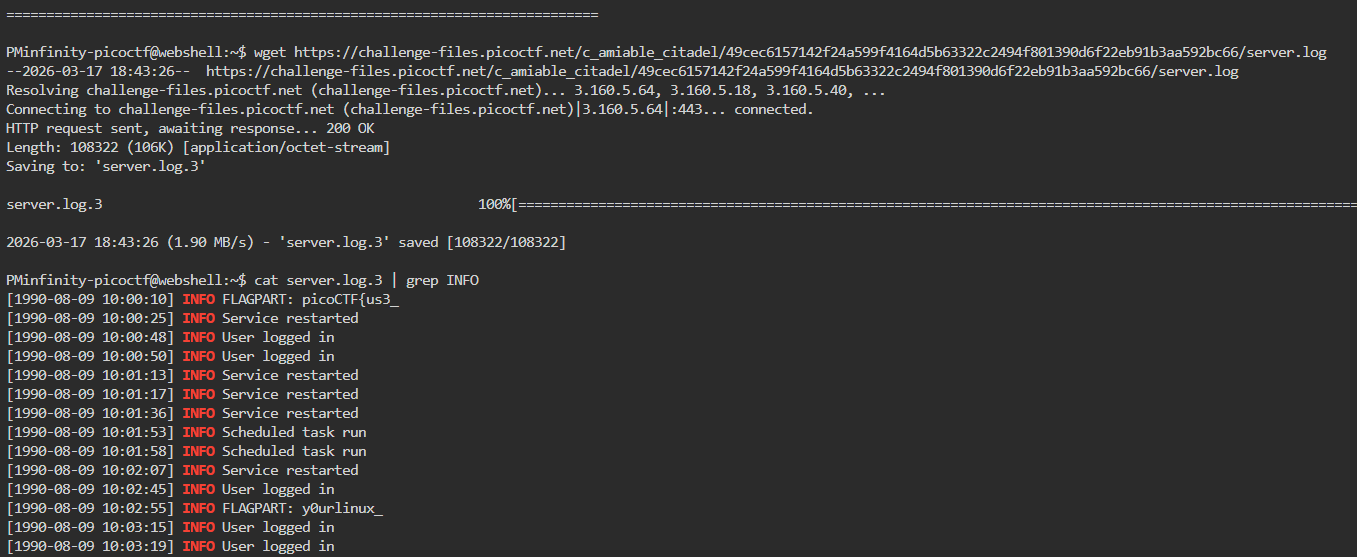 ==========================================================================
PMinfinity-picoctf@webshell:~$ wget https://challenge-files.picoctf.net/c_amiable_citadel/49cec6157142f24a599f4164d5b63322c2494f801390d6f22eb91b3aa592bc66/server.log
--2026-03-17 18:43:26--  https://challenge-files.picoctf.net/c_amiable_citadel/49cec6157142f24a599f4164d5b63322c2494f801390d6f22eb91b3aa592bc66/server.log
Resolving challenge-files.picoctf.net (challenge-files.picoctf.net)... 3.160.5.64, 3.160.5.18, 3.160.5.40, ...
Connecting to challenge-files.picoctf.net (challenge-files.picoctf.net)|3.160.5.64|:443... connected.
HTTP request sent, awaiting response... 200 OK
Length: 108322 (106K) [application/octet-stream]
Saving to: 'server.log.3'
server.log.3 100%[=========================================================================================================
2026-03-17 18:43:26 (1.90 MB/s) - 'server.log.3' saved [108322/108322]
PMinfinity-picoctf@webshell:~$ cat server.log.3 | grep INFO
[1990-08-09 10:00:10] INFO FLAGPART: picoCTF{us3_
[1990-08-09 10:00:25] INFO Service restarted
[1990-08-09 10:00:48] INFO User logged in
[1990-08-09 10:00:50] INFO User logged in
[1990-08-09 10:01:13] INFO Service restarted
[1990-08-09 10:01:17] INFO Service restarted
[1990-08-09 10:01:36] INFO Service restarted
[1990-08-09 10:01:53] INFO Scheduled task run
[1990-08-09 10:01:58] INFO Scheduled task run
[1990-08-09 10:02:07] INFO Service restarted
[1990-08-09 10:02:45] INFO User logged in
[1990-08-09 10:02:55] INFO FLAGPART: y0urlinux_
[1990-08-09 10:03:15] INFO User logged in
[1990-08-09 10:03:19] INFO User logged in